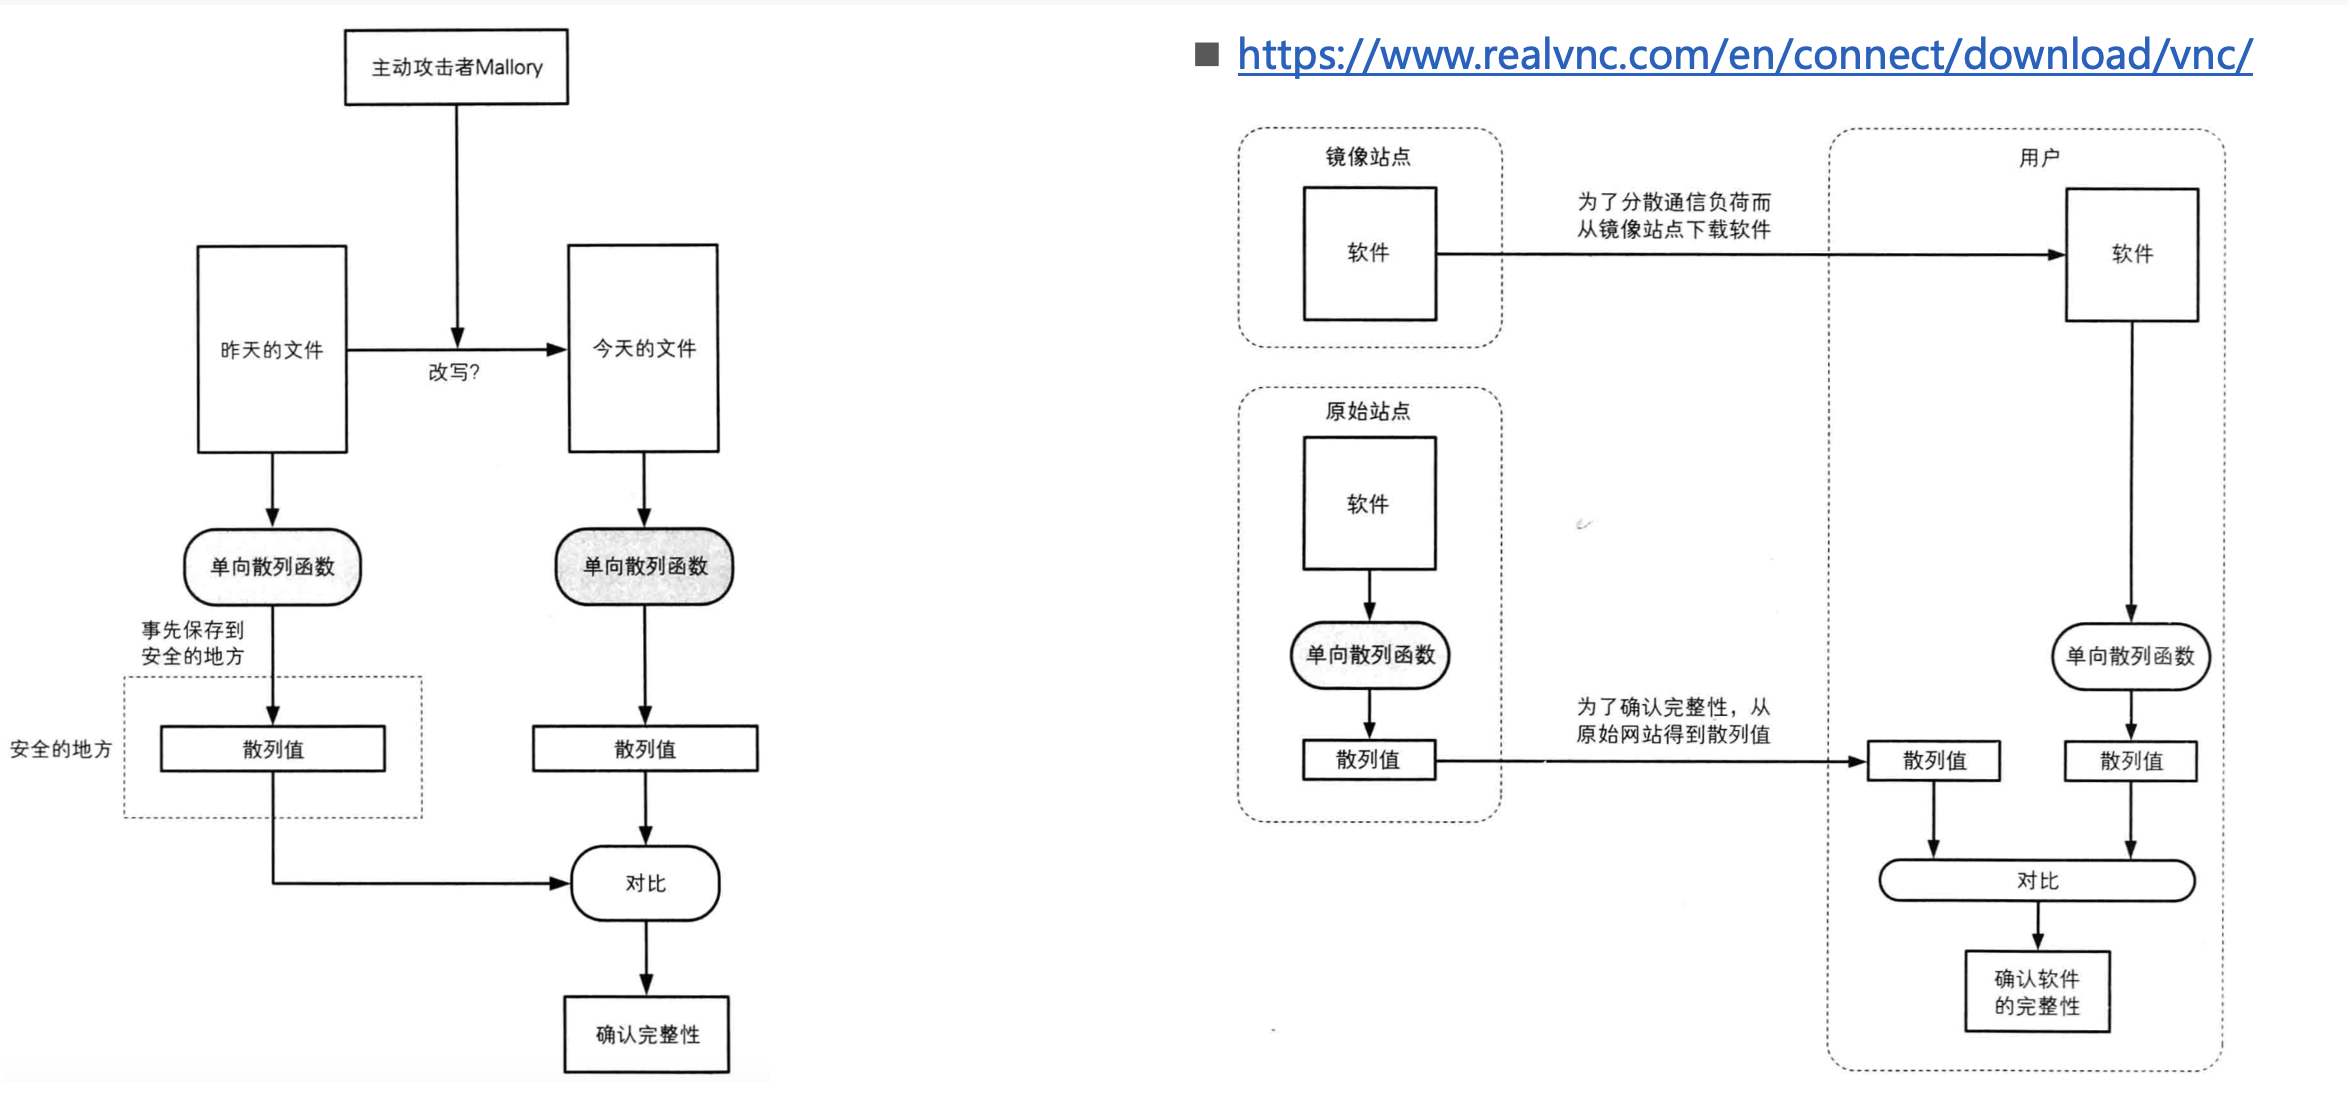 主动攻击者Mallory
昨天的文件
今天的文件
改写?
单向散列函数
单向散列函数
事先保存到
安全的地方
安全的地方
散列值
散列值
对比
确认完整性
https://www.realvnc.com/en/connect/download/vnc/
镜像站点
软件
为了分散通信负荷而
从镜像站点下载软件
用户
软件
原始站点
软件
单向散列函数
散列值
为了确认完整性，从
原始网站得到散列值
单向散列函数
散列值
散列值
对比
确认软件
的完整性